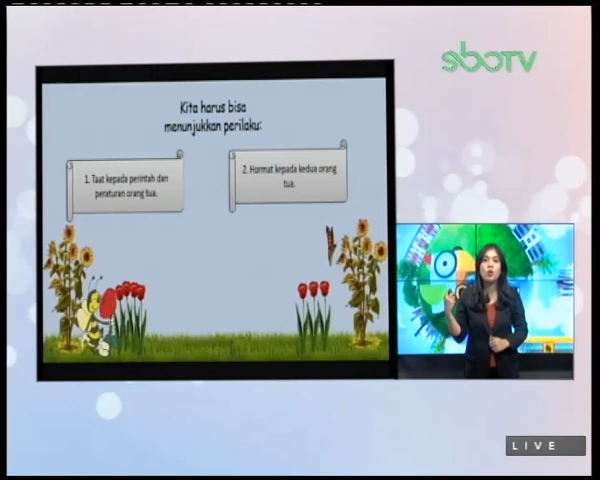 sbotv
Kita harus bisa
menunjukkan perilaku:
1. Taat kepada perintah dan
peraturan orang tua.
2. Hormat kepada kedua orang
tua.
LIVE